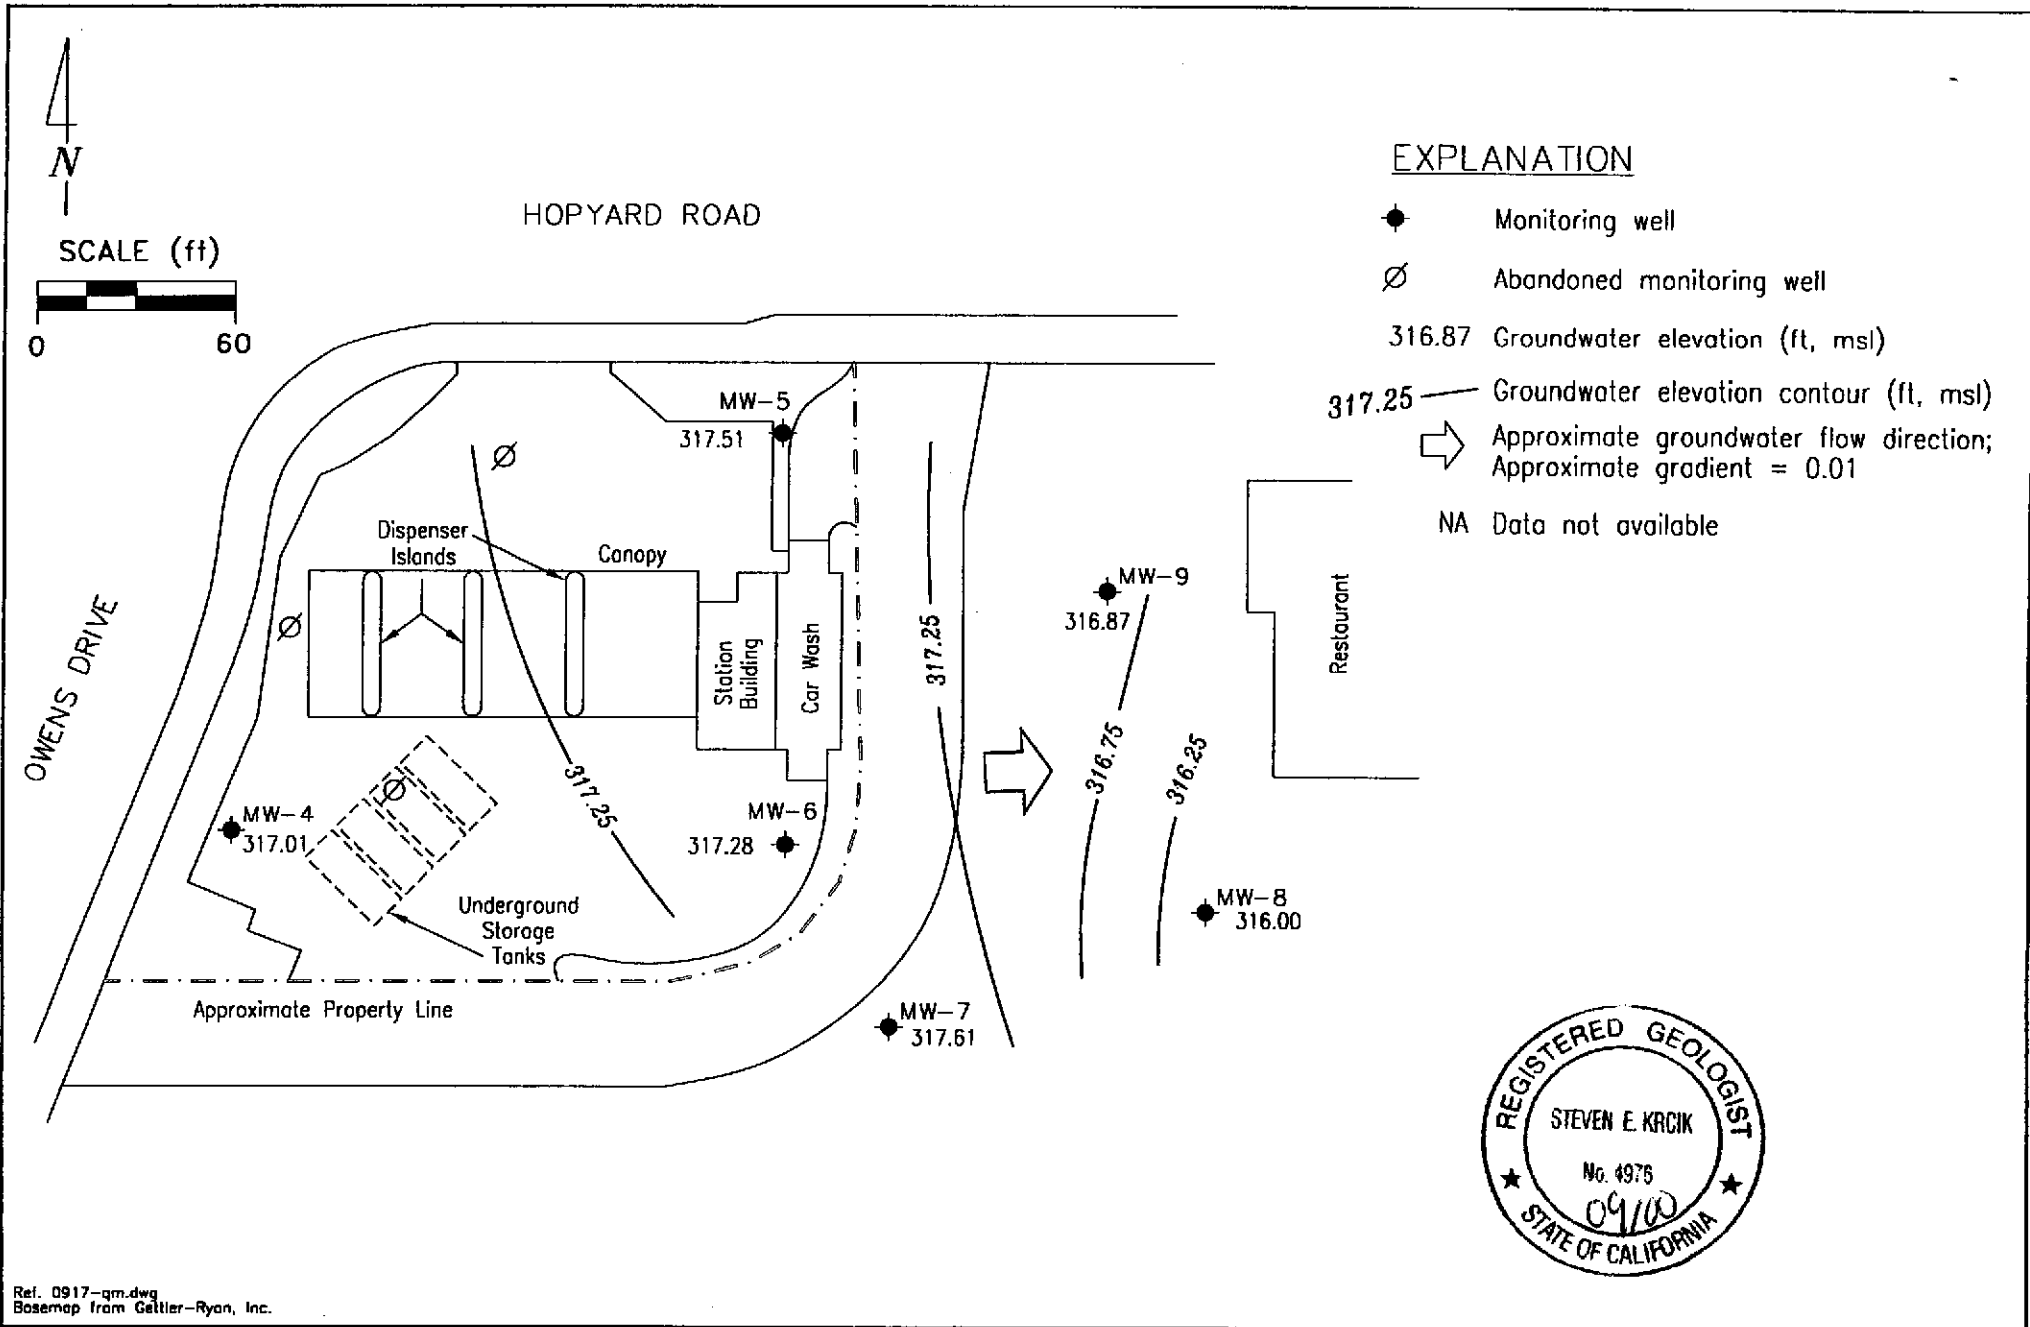 N
SCALE (ft)
0 60
HOPYARD ROAD
EXPLANATION
Monitoring well
Abandoned monitoring well
316.87 Groundwater elevation (ft, msl)
317.25 Groundwater elevation contour (ft, msl)
Approximate groundwater flow direction;
Approximate gradient = 0.01
NA Data not available
MW-5
317.51
Dispenser
Islands
Canopy
OWENS DRIVE
Station
Building
Car Wash
317.25
MW-9
316.87
Restaurant
317.25
316.75
316.25
MW-4
317.01
MW-6
317.28
Underground
Storage
Tanks
MW-8
316.00
Approximate Property Line
MW-7
317.61
REGISTERED GEOLOGIST
STEVEN E. KRCIK
No. 4976
09/00
STATE OF CALIFORNIA
Ref. 0917-qm.dwg
Basemap from Gettler-Ryan, Inc.